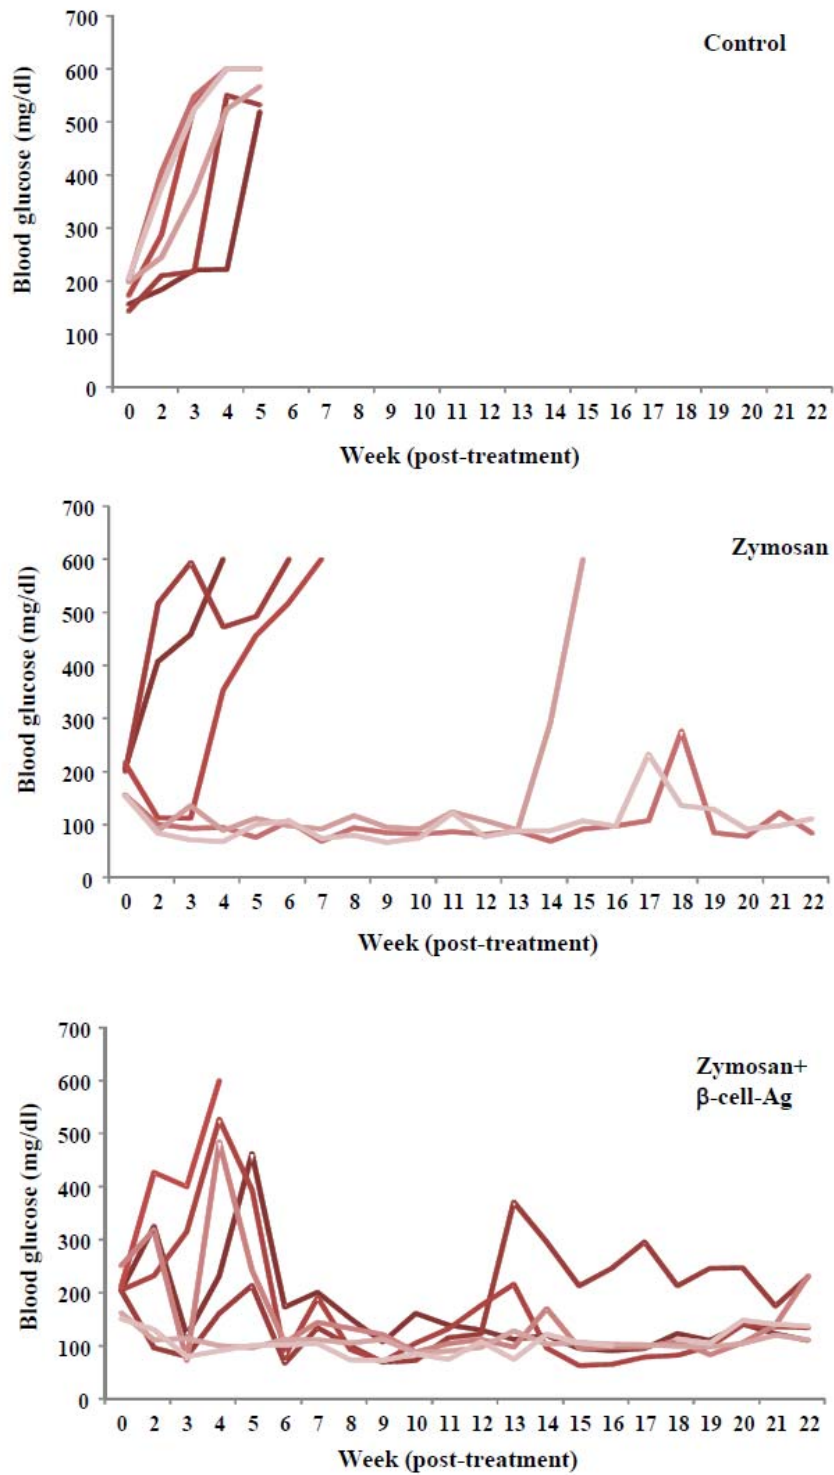 700
Control
600
500
400
300
200
100
0
Blood glucose (mg/dl)
0 2 3 4 5 6 7 8 9 10 11 12 13 14 15 16 17 18 19 20 21 22
Week (post-treatment)
700
Zymosan
600
500
400
300
200
100
0
Blood glucose (mg/dl)
0 2 3 4 5 6 7 8 9 10 11 12 13 14 15 16 17 18 19 20 21 22
Week (post-treatment)
700
Zymosan+
β-cell-Ag
600
500
400
300
200
100
0
Blood glucose (mg/dl)
0 2 3 4 5 6 7 8 9 10 11 12 13 14 15 16 17 18 19 20 21 22
Week (post-treatment)